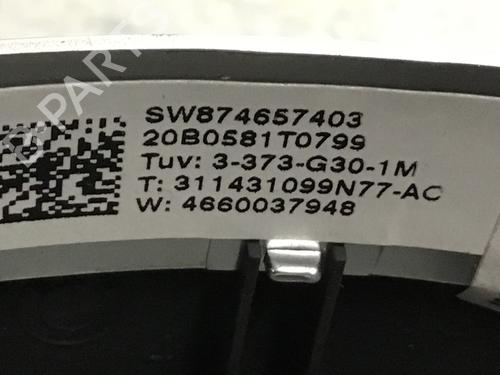 SW874657403
20B0581T0799
Tuv: 3-373-G30-1M
T: 311431099N77-AC
W: 4660037948
B-PARTS